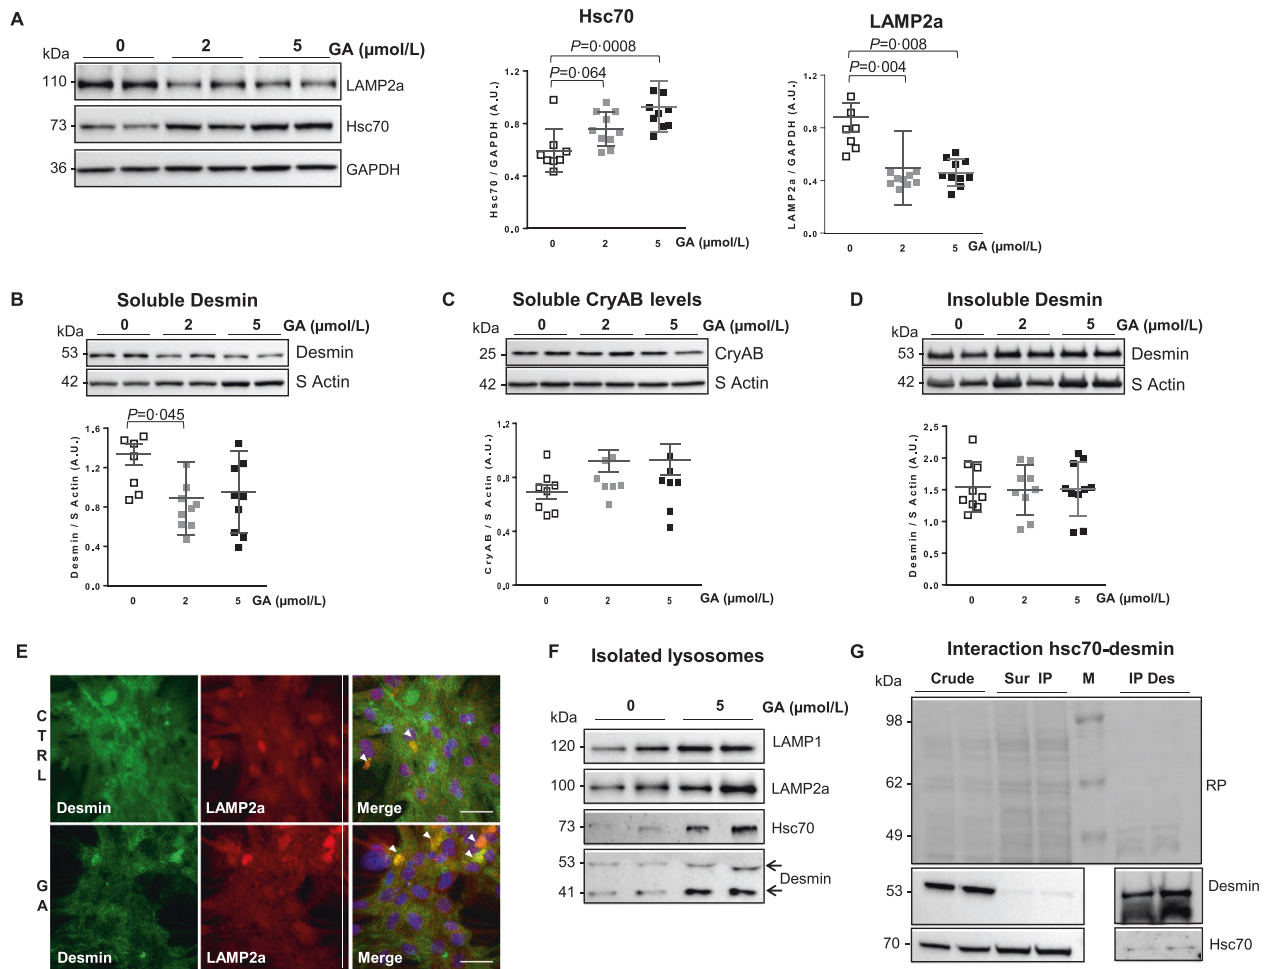 A
0 2 5 GA (µmol/L)
kDa
110 LAMP2a
73 Hsc70
36 GAPDH
Hsc70
P=0·0008
P=0·064
Hsc70 / GAPDH (A.U.)
1.2
0.8
0.4
0.0
0 2 5 GA (µmol/L)
LAMP2a
P=0·008
P=0·004
LAMP2a / GAPDH (A.U.)
1.2
0.8
0.4
0.0
0 2 5 GA (µmol/L)
B
Soluble Desmin
0 2 5 GA (µmol/L)
kDa
53 Desmin
42 S Actin
P=0·045
Desmin / S Actin (A.U.)
1.6
1.2
0.8
0.4
0.0
0 2 5 GA (µmol/L)
C
Soluble CryAB levels
0 2 5 GA (µmol/L)
kDa
25 CryAB
42 S Actin
CryAB / S Actin (A.U.)
1.2
0.8
0.4
0.0
0 2 5 GA (µmol/L)
D
Insoluble Desmin
0 2 5 GA (µmol/L)
kDa
53 Desmin
42 S Actin
Desmin / S Actin (A.U.)
2.5
2.0
1.5
1.0
0.5
0.0
0 2 5 GA (µmol/L)
E
CTRL
Desmin LAMP2a Merge
GA
Desmin LAMP2a Merge
F
Isolated lysosomes
0 5 GA (µmol/L)
kDa
120 LAMP1
100 LAMP2a
73 Hsc70
53
Desmin
41
G
Interaction hsc70-desmin
kDa Crude Sur IP M IP Des
98
62 RP
49
53 Desmin
70 Hsc70